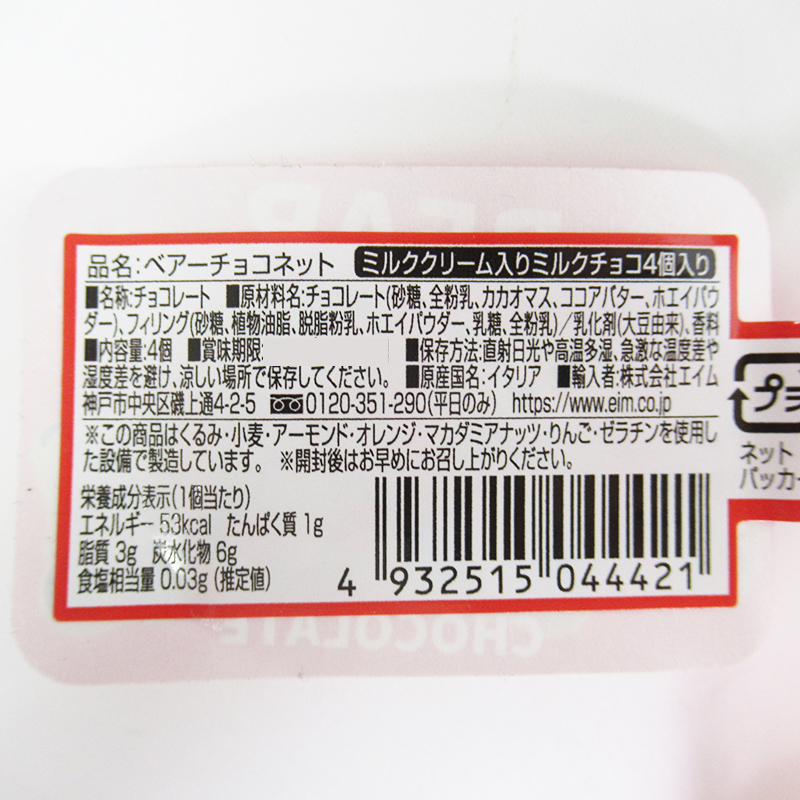 品名:ベアーチョコネット ミルククリーム入りミルクチョコ4個入り
■名称:チョコレート ■原材料名:チョコレート(砂糖、全粉乳、カカオマス、ココアバター、ホエイパウ
ダー)、フィリング(砂糖、植物油脂、脱脂粉乳、ホエイパウダー、乳糖、全粉乳)/乳化剤(大豆由来)、香料
■内容量:4個 ■賞味期限: ■保存方法:直射日光や高温多湿、急激な温度差や
湿度差を避け、涼しい場所で保存してください。 ■原産国名:イタリア ■輸入者:株式会社エイム
神戸市中央区磯上通4-2-5 0120-351-290(平日のみ) https://www.eim.co.jp
※この商品はくるみ・小麦・アーモンド・オレンジ・マカダミアナッツ・りんご・ゼラチンを使用し
た設備で製造しています。 ※開封後はお早めにお召し上がりください。
栄養成分表示(1個当たり)
エネルギー 53kcal たんぱく質 1g
脂質 3g 炭水化物 6g
食塩相当量 0.03g (推定値)
4 932515 044421
プラ
ネット
パッカー
BEAR
CHOCOLATE